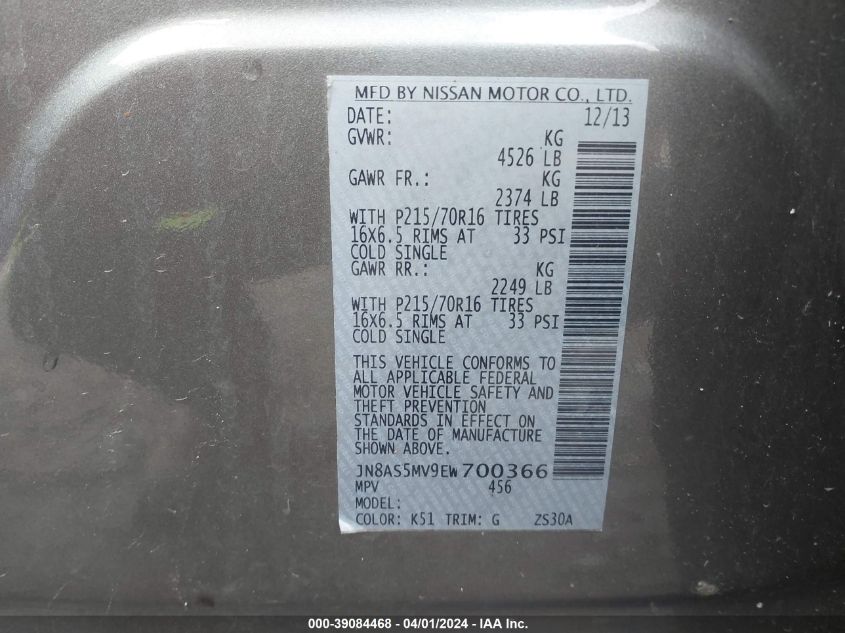 MFD BY NISSAN MOTOR CO., LTD.
DATE: 12/13
GVWR: KG
4526 LB
GAWR FR.: KG
2374 LB
WITH P215/70R16 TIRES
16X6.5 RIMS AT 33 PSI
COLD SINGLE
GAWR RR.: KG
2249 LB
WITH P215/70R16 TIRES
16X6.5 RIMS AT 33 PSI
COLD SINGLE
THIS VEHICLE CONFORMS TO
ALL APPLICABLE FEDERAL
MOTOR VEHICLE SAFETY AND
THEFT PREVENTION
STANDARDS IN EFFECT ON
THE DATE OF MANUFACTURE
SHOWN ABOVE.
JN8AS5MV9EW700366
MPV 456
MODEL:
COLOR: K51 TRIM: G ZS30A
000-39084468 - 04/01/2024 - IAA Inc.